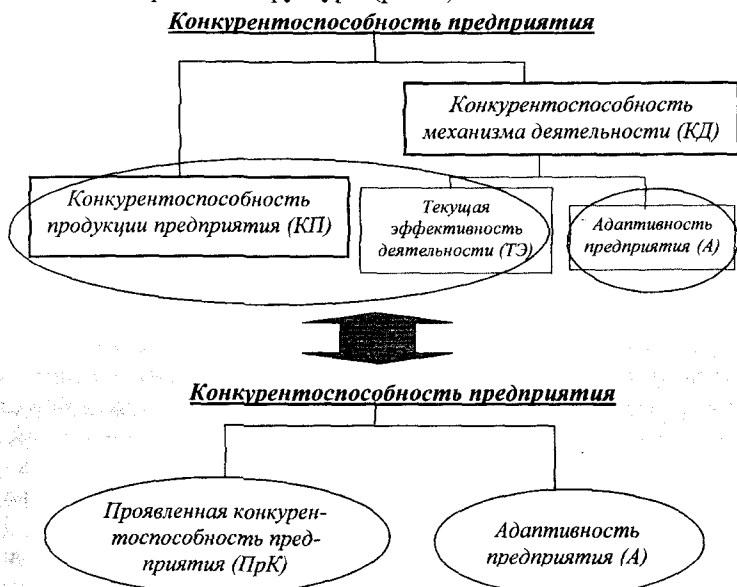 Конкурентоспособность предприятия
Конкурентоспособность
механизма деятельности (КД)
Конкурентоспособность
продукции предприятия (КП)
Текущая
эффективность
деятельности (ТЭ)
Адаптивность
предприятия (А)
Конкурентоспособность предприятия
Проявленная конкурен-
тоспособность пред-
приятия (ПрК)
Адаптивность
предприятия (А)